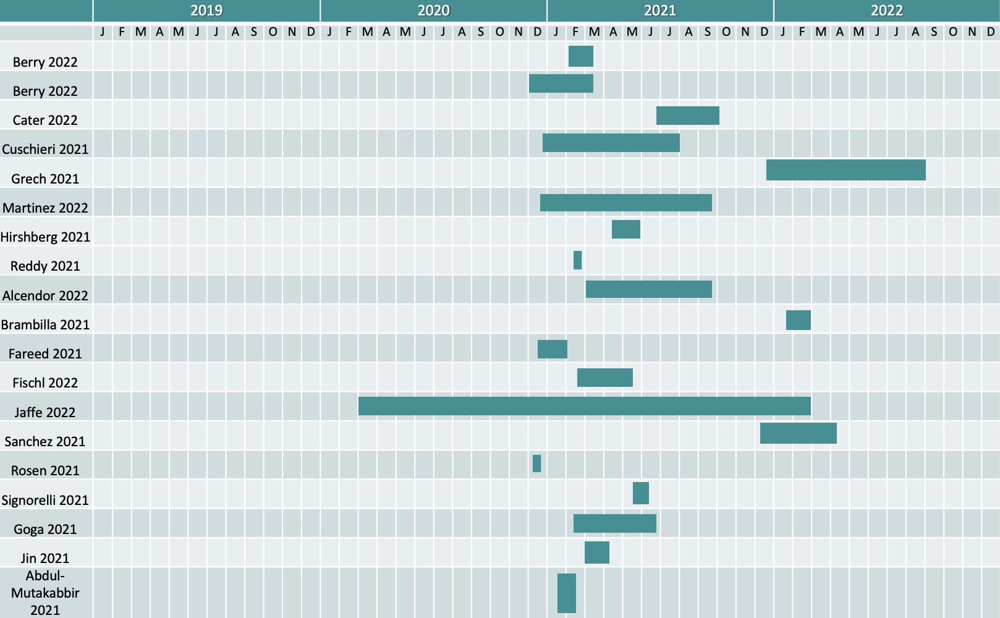 2019 2020 2021 2022
J F M A M J J A S O N D J F M A M J J A S O N D J F M A M J J A S O N D J F M A M J J A S O N D
Berry 2022
Berry 2022
Cater 2022
Cuschieri 2021
Grech 2021
Martinez 2022
Hirshberg 2021
Reddy 2021
Alcendor 2022
Brambilla 2021
Fareed 2021
Fischl 2022
Jaffe 2022
Sanchez 2021
Rosen 2021
Signorelli 2021
Goga 2021
Jin 2021
Abdul-
Mutakabbir
2021